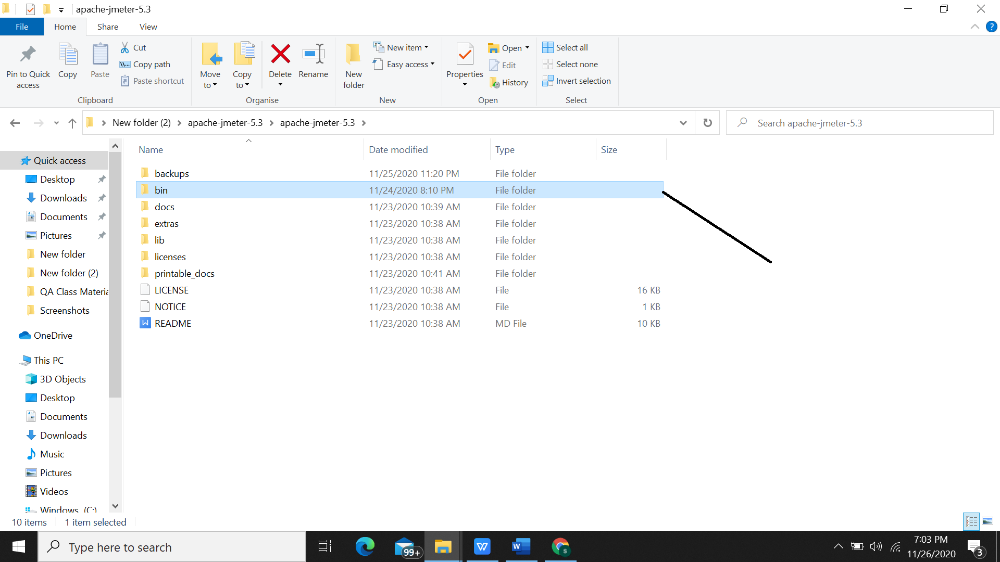 apache-jmeter-5.3
File Home Share View
Pin to Quick access
Copy
Paste
Cut
Copy path
Paste shortcut
Clipboard
Move to
Copy to
Delete
Rename
Organise
New folder
New item
Easy access
New
Properties
Open
Edit
History
Open
Select all
Select none
Invert selection
Select
New folder (2) apache-jmeter-5.3 apache-jmeter-5.3
Search apache-jmeter-5.3
Quick access
Desktop
Downloads
Documents
Pictures
New folder
New folder (2)
QA Class Materia
Screenshots
OneDrive
This PC
3D Objects
Desktop
Documents
Downloads
Music
Pictures
Videos
Windows (C:)
Name Date modified Type Size
backups 11/25/2020 11:20 PM File folder
bin 11/24/2020 8:10 PM File folder
docs 11/23/2020 10:39 AM File folder
extras 11/23/2020 10:38 AM File folder
lib 11/23/2020 10:38 AM File folder
licenses 11/23/2020 10:38 AM File folder
printable_docs 11/23/2020 10:41 AM File folder
LICENSE 11/23/2020 10:38 AM File 16 KB
NOTICE 11/23/2020 10:38 AM File 1 KB
README 11/23/2020 10:38 AM MD File 10 KB
10 items 1 item selected
Type here to search
99+
7:03 PM
11/26/2020
3